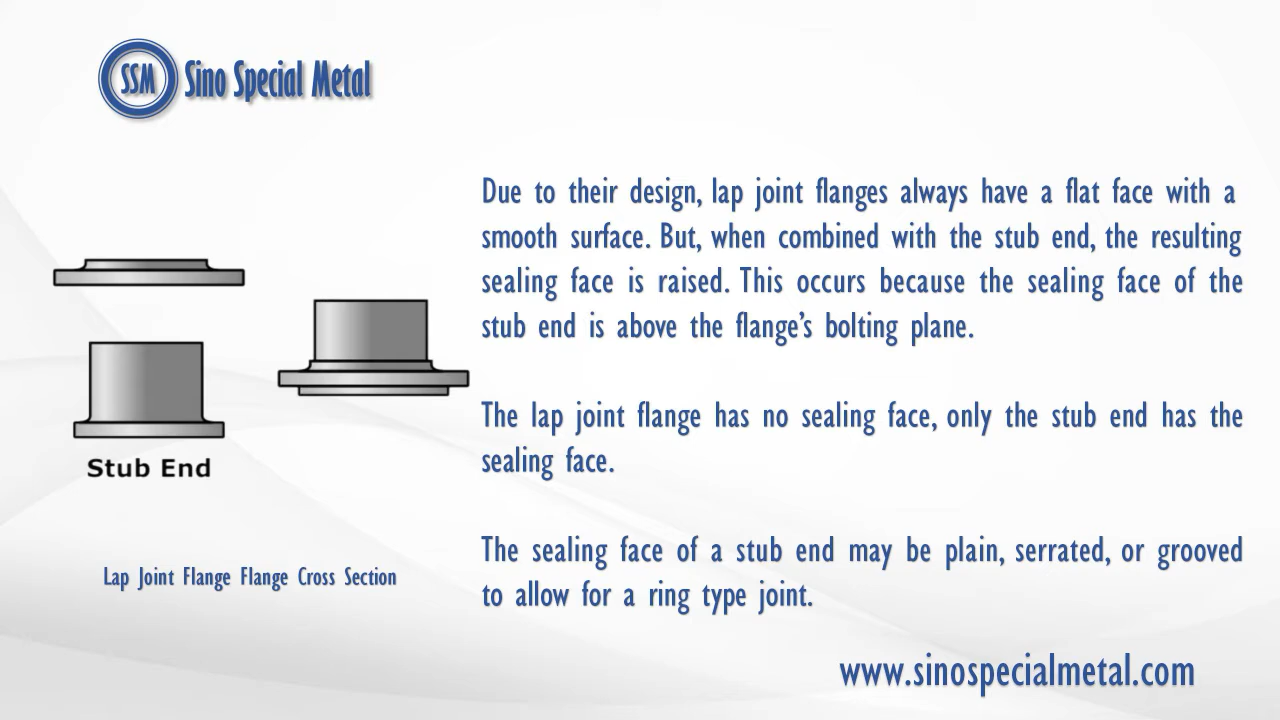 SSM Sino Special Metal
Due to their design, lap joint flanges always have a flat face with a
smooth surface. But, when combined with the stub end, the resulting
sealing face is raised. This occurs because the sealing face of the
stub end is above the flange’s bolting plane.
The lap joint flange has no sealing face, only the stub end has the
sealing face.
The sealing face of a stub end may be plain, serrated, or grooved
to allow for a ring type joint.
Stub End
Lap Joint Flange Flange Cross Section
www.sinospecialmetal.com